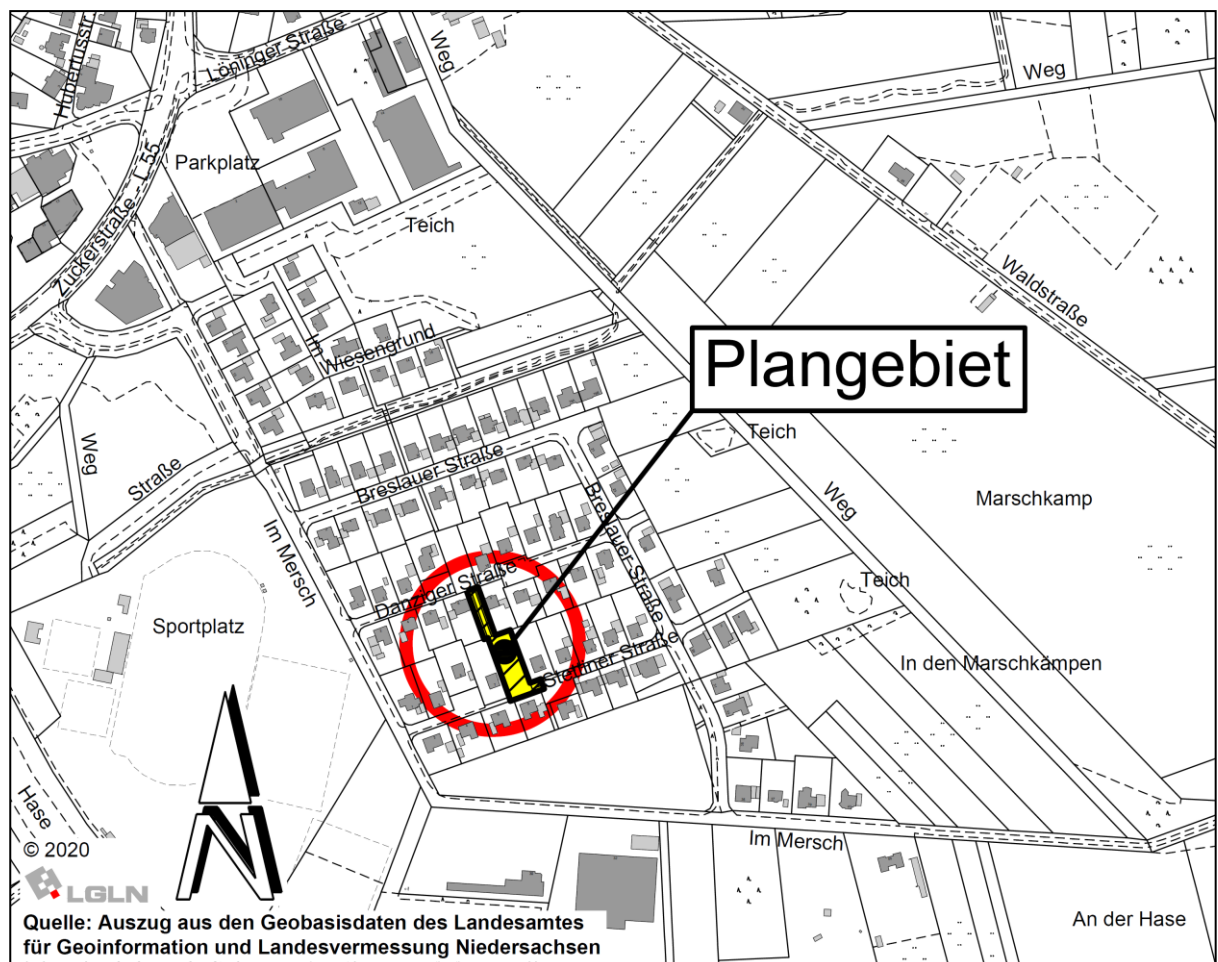 Hubertusstr.
Löninger Straße
Weg
Weg
Parkplatz
Zuckerstraße - L 55
Teich
Waldstraße
Im Wiesengrund
Plangebiet
Teich
Weg
Straße
Breslauer Straße
Breslauer Straße
Weg
Marschkamp
Im Mersch
Danziger Straße
Teich
Sportplatz
Stettiner Straße
In den Marschkämpen
Hase
N
Im Mersch
An der Hase
© 2020
LGLN
Quelle: Auszug aus den Geobasisdaten des Landesamtes
für Geoinformation und Landesvermessung Niedersachsen